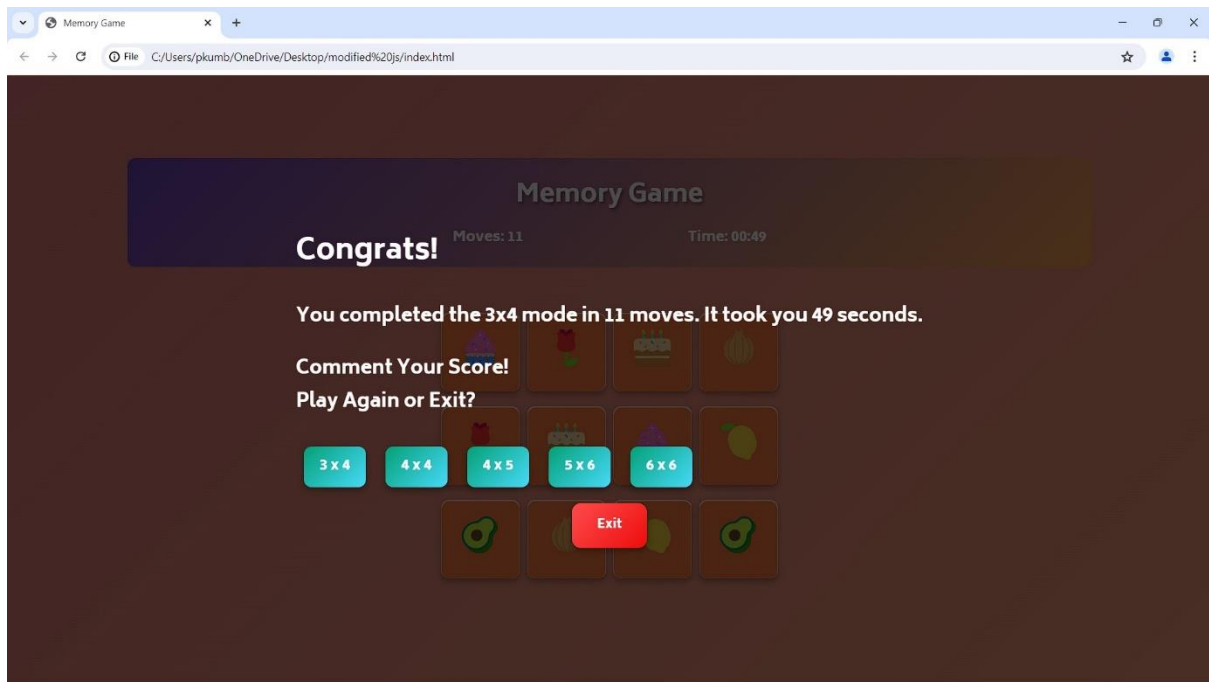 Memory Game
File C:/Users/pkumb/OneDrive/Desktop/modified%20js/index.html
Memory Game
Moves: 11 Time: 00:49
Congrats!
You completed the 3x4 mode in 11 moves. It took you 49 seconds.
Comment Your Score!
Play Again or Exit?
3 x 4 4 x 4 4 x 5 5 x 6 6 x 6
Exit